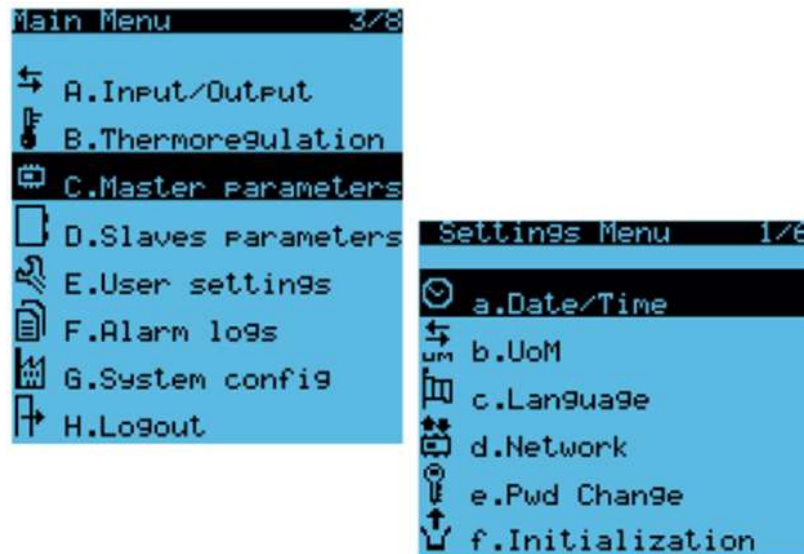 Main Menu 3/8
A.Input/Output
B.Thermoregulation
C.Master parameters
D.Slaves parameters
E.User settings
F.Alarm logs
G.System config
H.Logout
Settings Menu 1/6
a.Date/Time
UM b.UoM
c.Language
d.Network
e.Pwd Change
f.Initialization